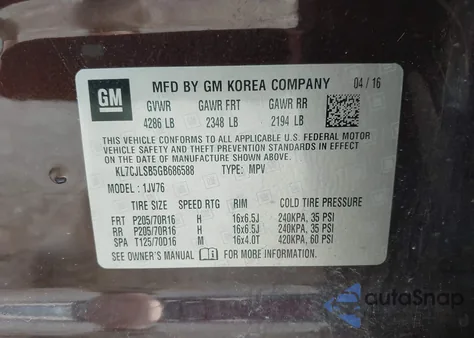 GM
MFD BY GM KOREA COMPANY 04 / 16
GVWR GAWR FRT GAWR RR
4286 LB 2348 LB 2194 LB
THIS VEHICLE CONFORMS TO ALL APPLICABLE U.S. FEDERAL MOTOR
VEHICLE SAFETY, BUMPER, AND THEFT PREVENTION STANDARDS
IN EFFECT ON THE DATE OF MANUFACTURE SHOWN ABOVE.
KL7CJLSB5GB686588 TYPE: MPV
MODEL: 1JV76
TIRE SIZE SPEED RTG RIM COLD TIRE PRESSURE
FRT P205/70R16 H 16x6.5J 240KPA, 35 PSI
RR P205/70R16 H 16x6.5J 240KPA, 35 PSI
SPA T125/70D16 M 16x4.0T 420KPA, 60 PSI
SEE OWNER'S MANUAL FOR MORE INFORMATION.
autoSnap